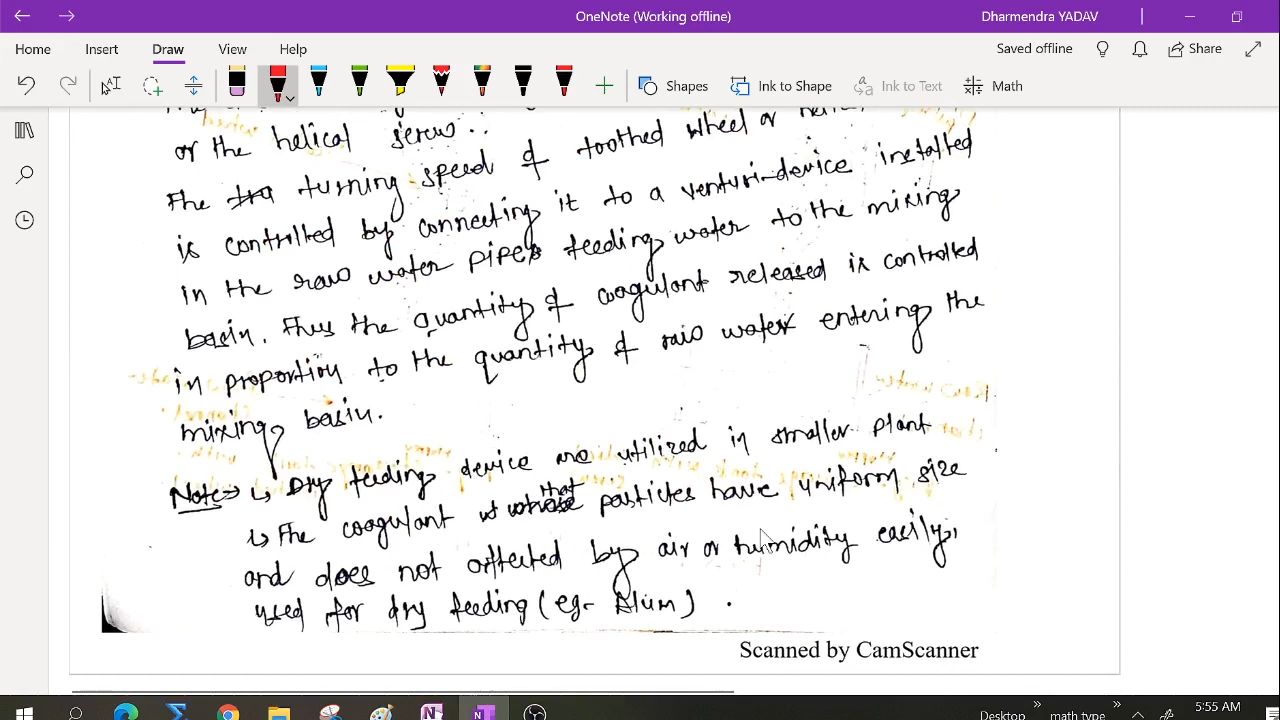 OneNote (Working offline)
Dharmendra YADAV
Home Insert Draw View Help
Saved offline
Share
Shapes
Ink to Shape
Ink to Text
Math
or the helical screw.
The turning speed of toothed wheel or
is controlled by connecting it to a venturi-device installed
in the raw water pipes feeding water to the mixing
basin. Thus the quantity of coagulant released is controlled
in proportion to the quantity of raw water entering the
mixing basin.
Note → ↳ Dry feeding device are utilized in smaller plant
↳ The coagulant that particles have uniform size
and does not affected by air or humidity easily,
used for dry feeding (eg- Alum) .
Scanned by CamScanner
Desktop
math type
5:55 AM